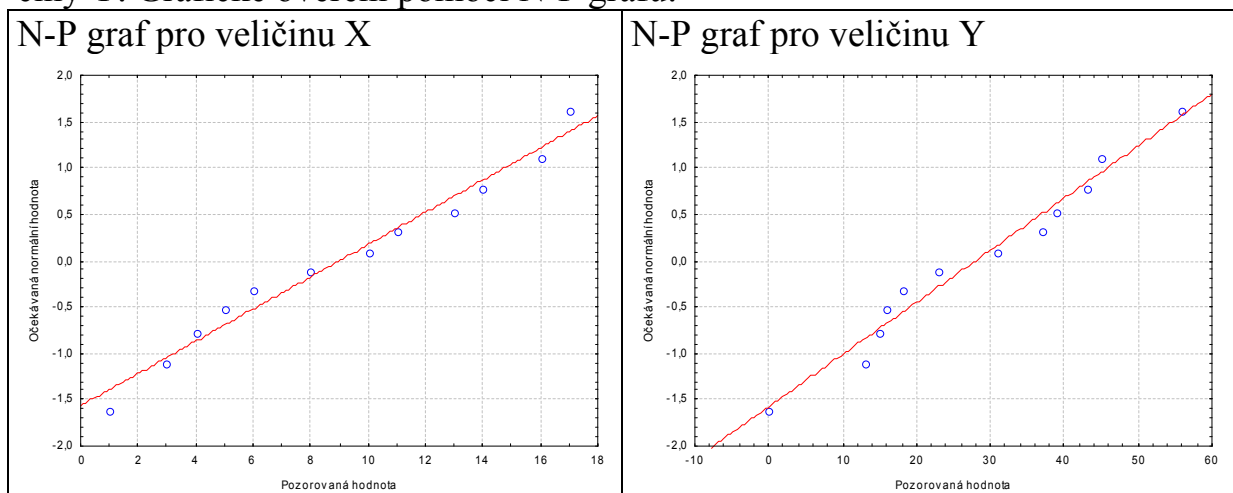 N-P graf pro veličinu X
2,0
1,5
1,0
0,5
0,0
-0,5
-1,0
-1,5
-2,0
Očekávaná normální hodnota
0 2 4 6 8 10 12 14 16 18
Pozorovaná hodnota
N-P graf pro veličinu Y
2,0
1,5
1,0
0,5
0,0
-0,5
-1,0
-1,5
-2,0
Očekávaná normální hodnota
-10 0 10 20 30 40 50 60
Pozorovaná hodnota